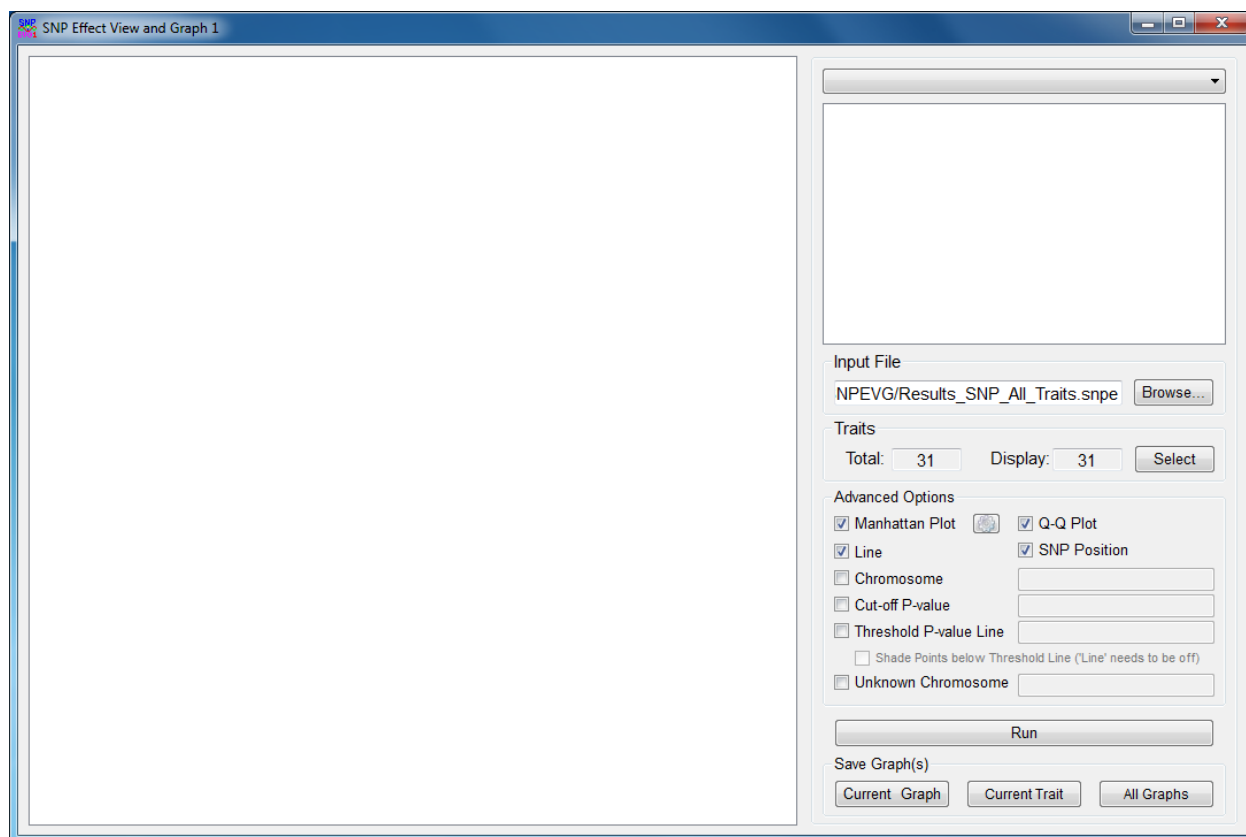 SNP
EVG1
SNP Effect View and Graph 1
Input File
NPEVG/Results_SNP_All_Traits.snpe
Browse...
Traits
Total: 31 Display: 31 Select
Advanced Options
Manhattan Plot Q-Q Plot
Line SNP Position
Chromosome
Cut-off P-value
Threshold P-value Line
Shade Points below Threshold Line ('Line' needs to be off)
Unknown Chromosome
Run
Save Graph(s)
Current Graph Current Trait All Graphs